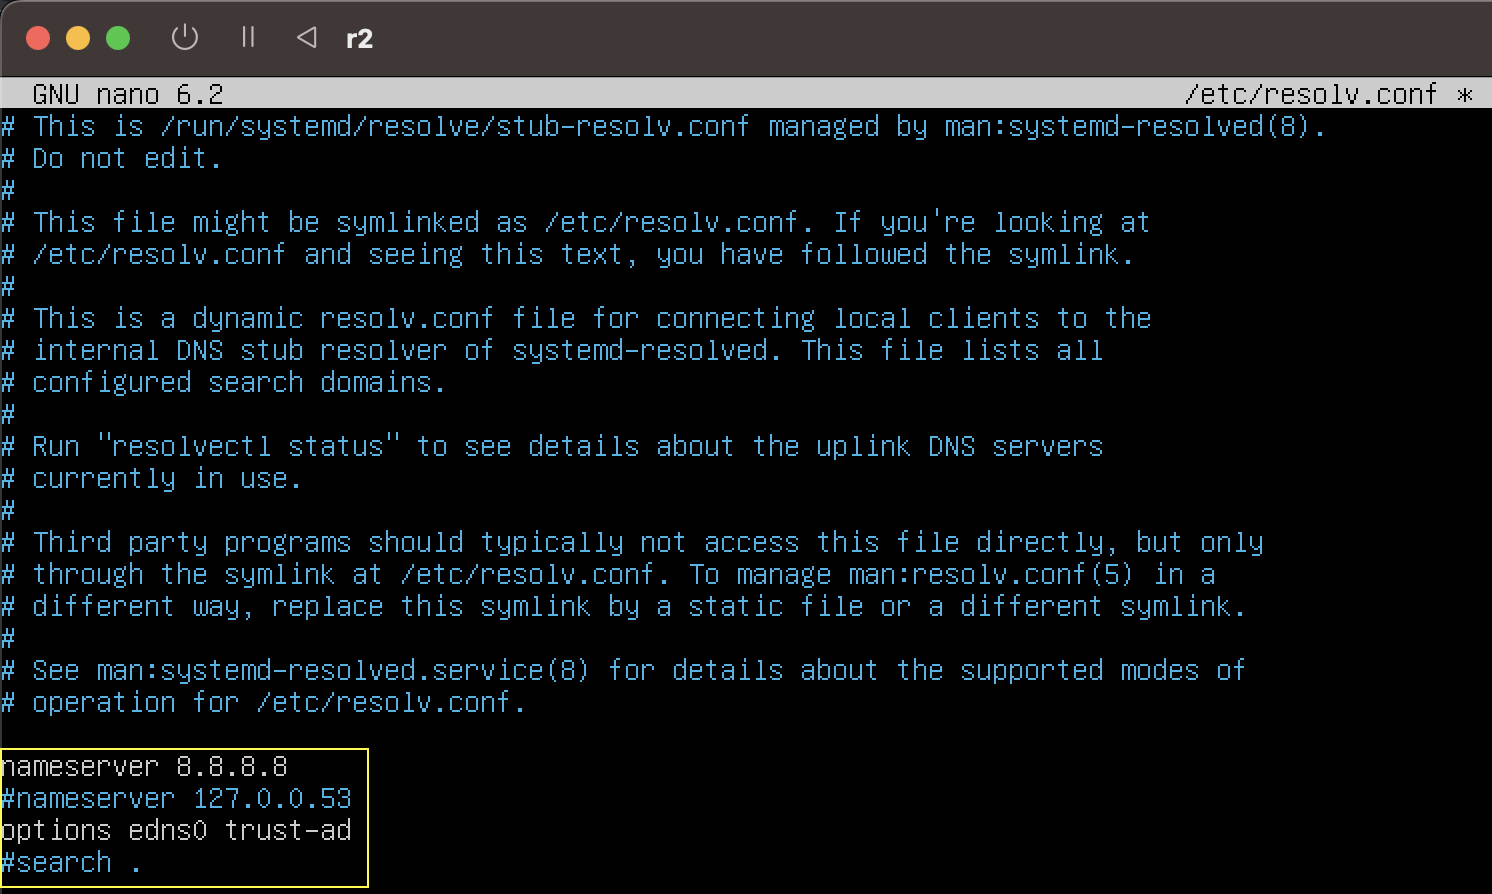 r2
GNU nano 6.2 /etc/resolv.conf *
# This is /run/systemd/resolve/stub-resolv.conf managed by man:systemd-resolved(8).
# Do not edit.
#
# This file might be symlinked as /etc/resolv.conf. If you're looking at
# /etc/resolv.conf and seeing this text, you have followed the symlink.
#
# This is a dynamic resolv.conf file for connecting local clients to the
# internal DNS stub resolver of systemd-resolved. This file lists all
# configured search domains.
#
# Run "resolvectl status" to see details about the uplink DNS servers
# currently in use.
#
# Third party programs should typically not access this file directly, but only
# through the symlink at /etc/resolv.conf. To manage man:resolv.conf(5) in a
# different way, replace this symlink by a static file or a different symlink.
#
# See man:systemd-resolved.service(8) for details about the supported modes of
# operation for /etc/resolv.conf.
nameserver 8.8.8.8
#nameserver 127.0.0.53
options edns0 trust-ad
#search .